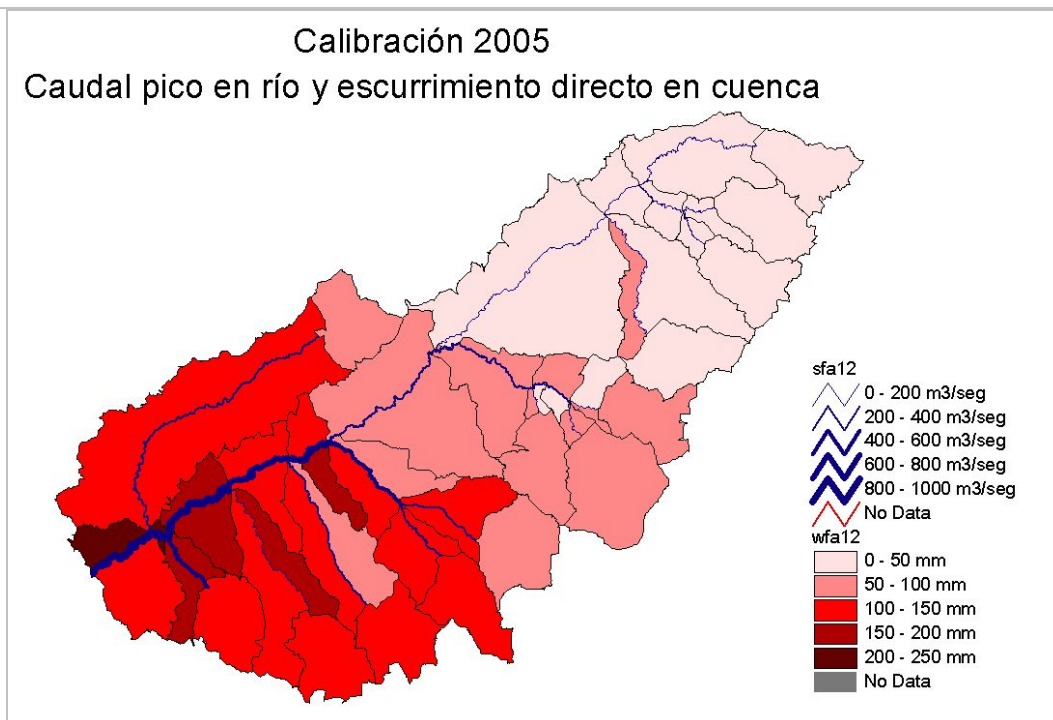 Calibración 2005
Caudal pico en río y escurrimiento directo en cuenca
sfa12
0 - 200 m3/seg
200 - 400 m3/seg
400 - 600 m3/seg
600 - 800 m3/seg
800 - 1000 m3/seg
No Data
wfa12
0 - 50 mm
50 - 100 mm
100 - 150 mm
150 - 200 mm
200 - 250 mm
No Data